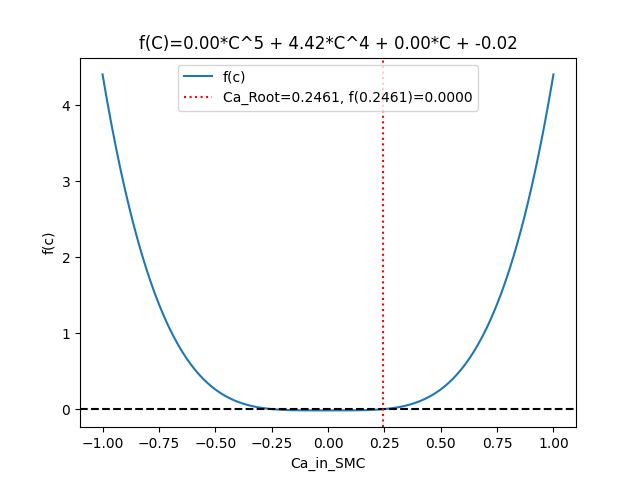 f(C)=0.00*C^5 + 4.42*C^4 + 0.00*C + -0.02
f(c)
Ca_Root=0.2461, f(0.2461)=0.0000
4
3
2
1
0
f(c)
−1.00 −0.75 −0.50 −0.25 0.00 0.25 0.50 0.75 1.00
Ca_in_SMC